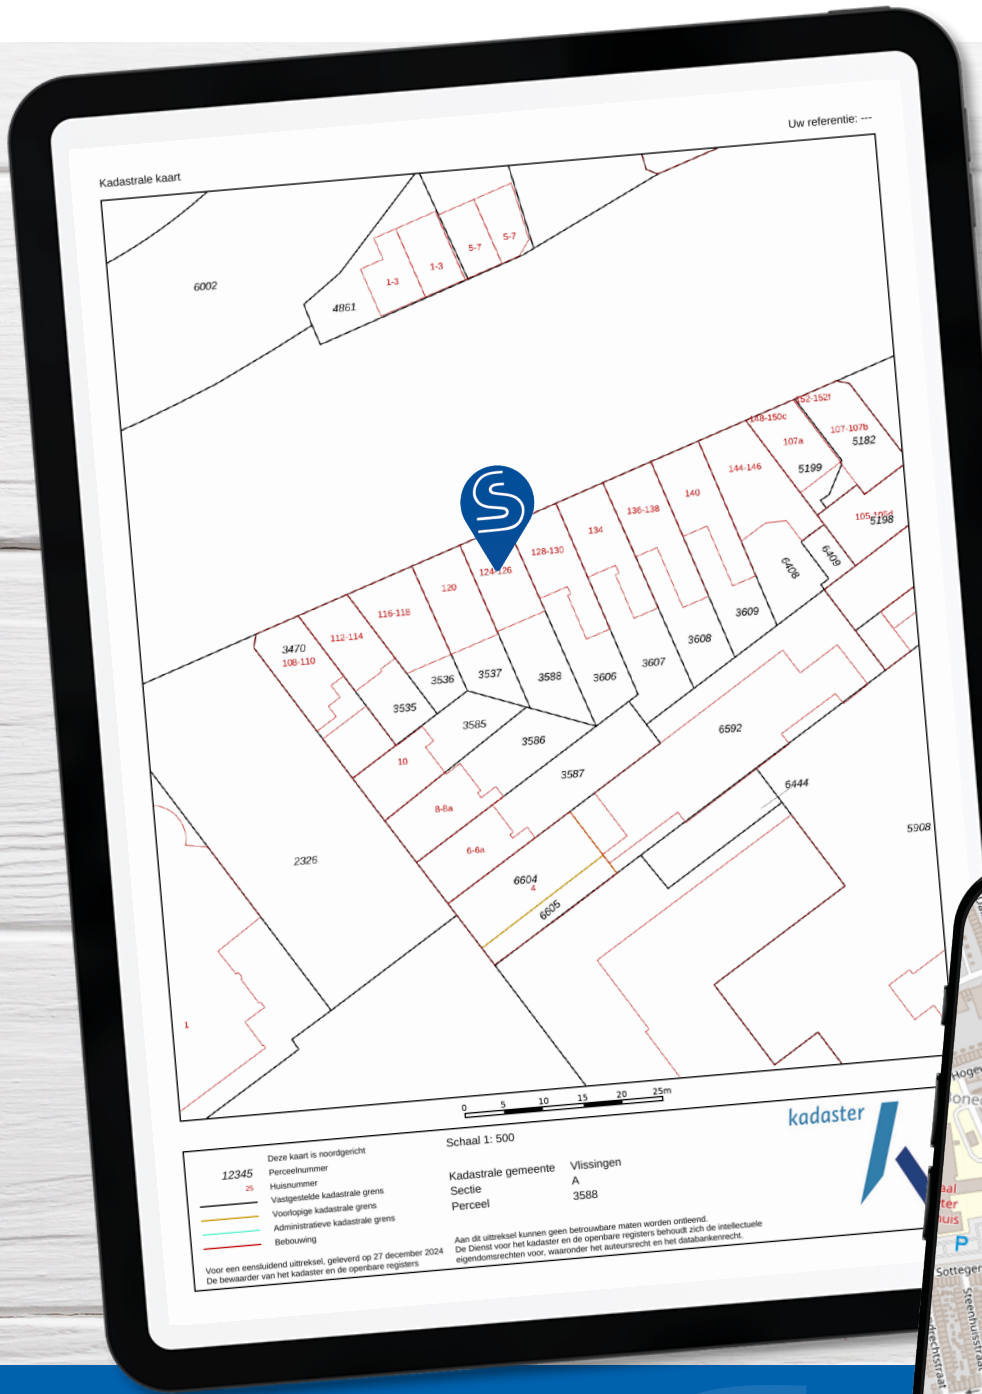 Uw referentie: ---
Kadastrale kaart
6002
4861
1-3
1-3
5-7
5-7
152-152f
148-150c
107-107b
107a
5182
5199
144-146
140
136-138
134
128-130
124-126
120
116-118
112-114
3470
108-110
5198
6409
6408
3609
3608
3607
3606
3588
3537
3536
3535
3585
3586
3587
6592
10
8-8a
6-6a
6444
5908
2326
6604
4
6605
1
0 5 10 15 20 25m
Schaal 1: 500
kadaster
12345
25
Deze kaart is noordgericht
Perceelnummer
Huisnummer
Vastgestelde kadastrale grens
Voorlopige kadastrale grens
Administratieve kadastrale grens
Bebouwing
Kadastrale gemeente Vlissingen
Sectie A
Perceel 3588
Voor een eensluidend uittreksel, geleverd op 27 december 2024
De bewaarder van het kadaster en de openbare registers
Aan dit uittreksel kunnen geen betrouwbare maten worden ontleend.
De Dienst voor het kadaster en de openbare registers behoudt zich de intellectuele
eigendomsrechten voor, waaronder het auteursrecht en het databankenrecht.
P